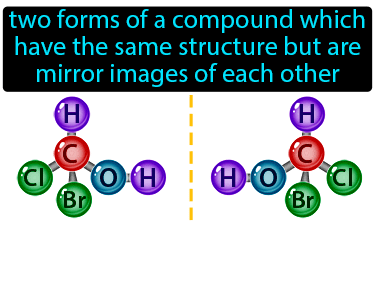 two forms of a compound which
have the same structure but are
mirror images of each other
H H
C C
Cl O H H O Cl
Br Br